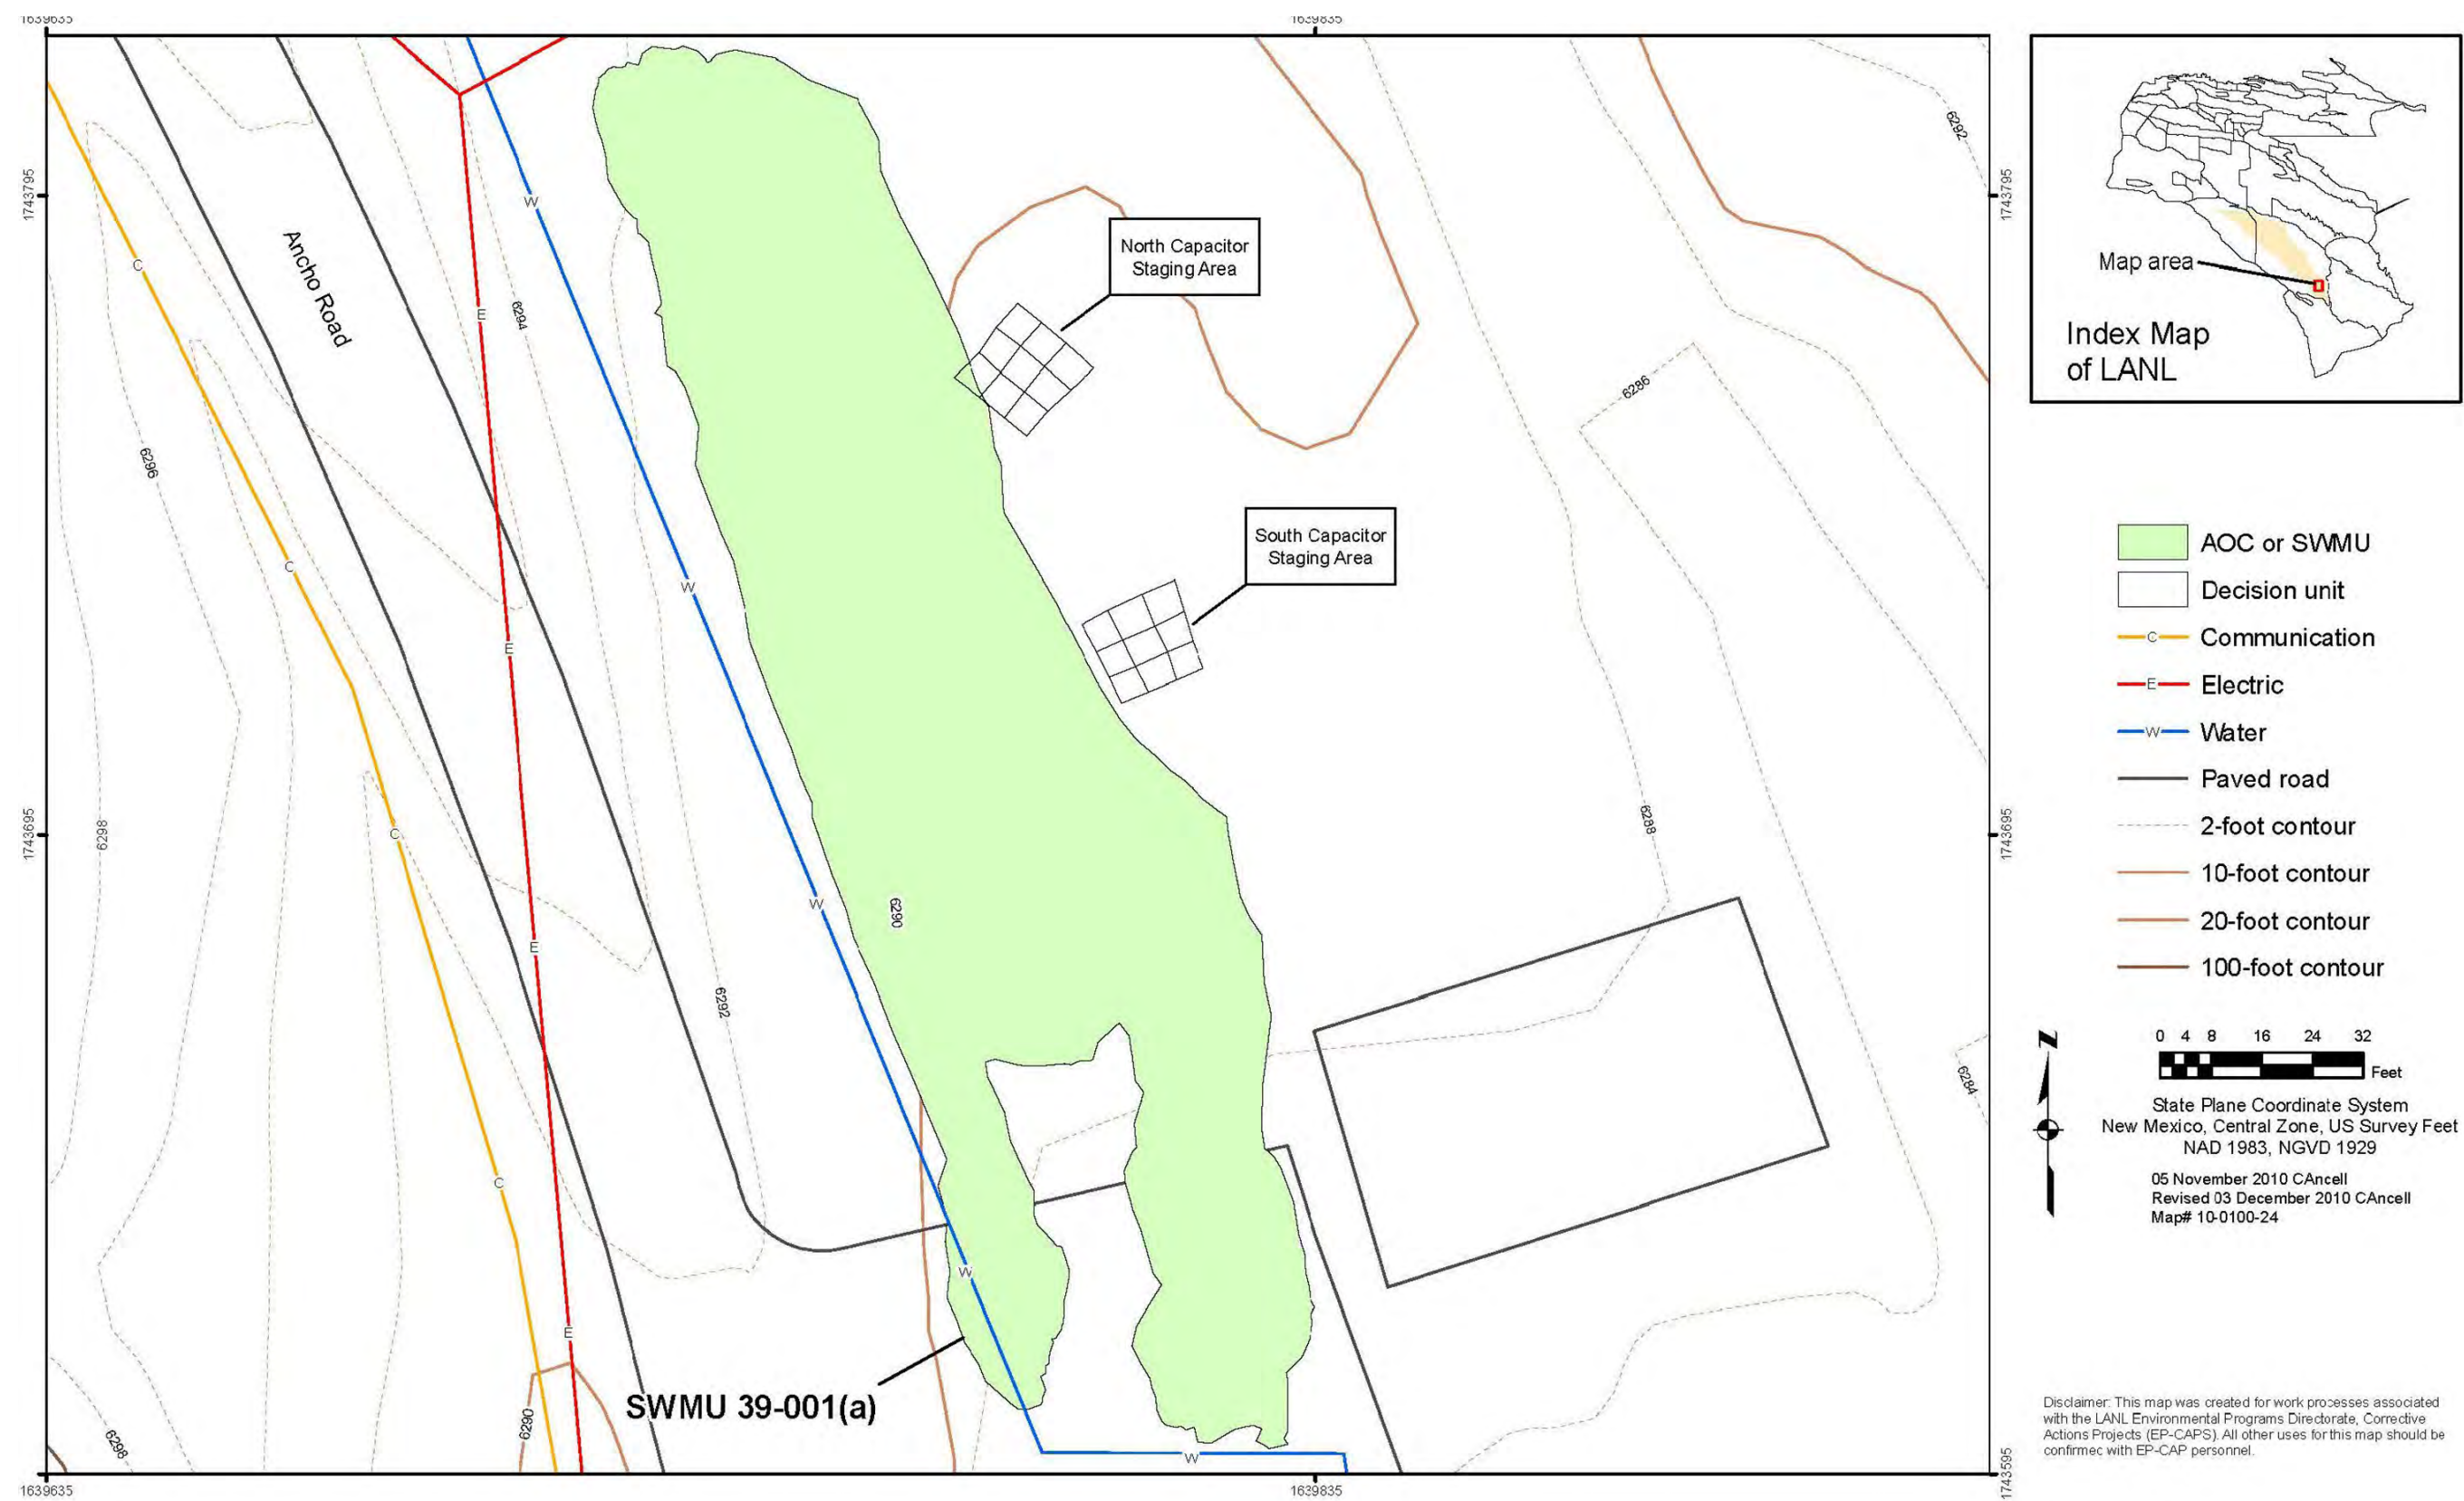 1639635
1639835
1743795
1743795
Ancho Road
C
W
E
6294
6296
6292
North Capacitor
Staging Area
6286
C
W
E
South Capacitor
Staging Area
1743695
1743695
6298
C
W
6290
6288
E
6292
6284
C
W
E
SWMU 39-001(a)
6290
6298
W
1639635
1639835
1743595
Map area
Index Map
of LANL
AOC or SWMU
Decision unit
C
Communication
E
Electric
W
Water
Paved road
2-foot contour
10-foot contour
20-foot contour
100-foot contour
N
0 4 8 16 24 32
Feet
State Plane Coordinate System
New Mexico, Central Zone, US Survey Feet
NAD 1983, NGVD 1929
05 November 2010 CAncell
Revised 03 December 2010 CAncell
Map# 10-0100-24
Disclaimer: This map was created for work processes associated
with the LANL Environmental Programs Directorate, Corrective
Actions Projects (EP-CAPS). All other uses for this map should be
confirmed with EP-CAP personnel.